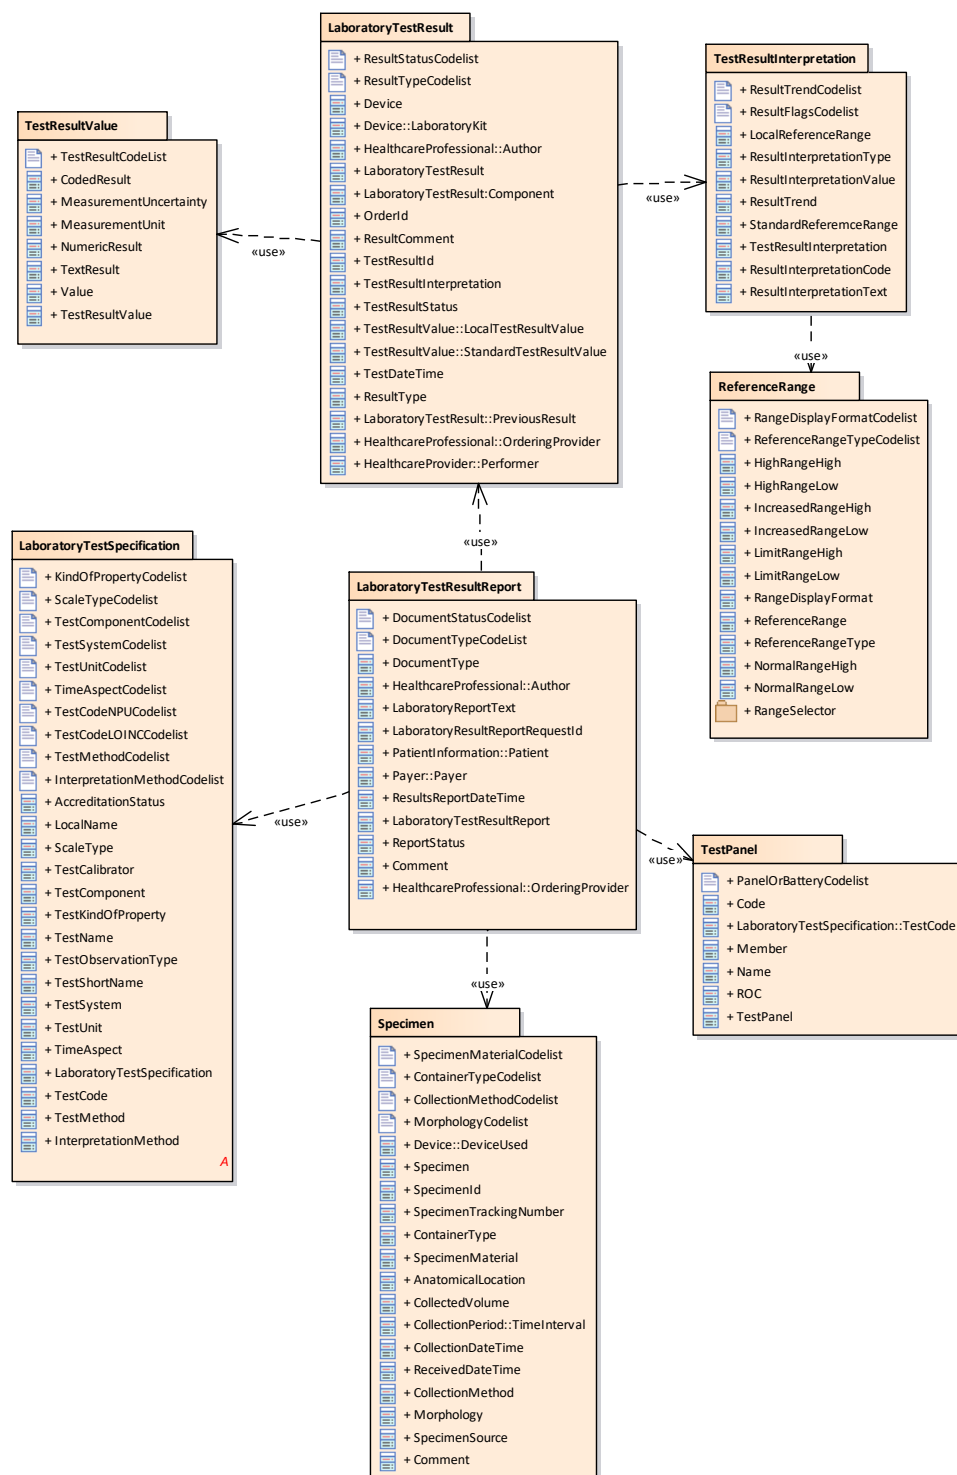 LaboratoryTestResult
+ ResultStatusCodelist
+ ResultTypeCodelist
+ Device
+ Device::LaboratoryKit
+ HealthcareProfessional::Author
+ LaboratoryTestResult
+ LaboratoryTestResult:Component
+ OrderId
+ ResultComment
+ TestResultId
+ TestResultInterpretation
+ TestResultStatus
+ TestResultValue::LocalTestResultValue
+ TestResultValue::StandardTestResultValue
+ TestDateTime
+ ResultType
+ LaboratoryTestResult::PreviousResult
+ HealthcareProfessional::OrderingProvider
+ HealthcareProvider::Performer
TestResultInterpretation
+ ResultTrendCodelist
+ ResultFlagsCodelist
+ LocalReferenceRange
+ ResultInterpretationType
+ ResultInterpretationValue
+ ResultTrend
+ StandardReferemceRange
+ TestResultInterpretation
+ ResultInterpretationCode
+ ResultInterpretationText
TestResultValue
+ TestResultCodeList
+ CodedResult
+ MeasurementUncertainty
+ MeasurementUnit
+ NumericResult
+ TextResult
+ Value
+ TestResultValue
«use»
«use»
«use»
ReferenceRange
+ RangeDisplayFormatCodelist
+ ReferenceRangeTypeCodelist
+ HighRangeHigh
+ HighRangeLow
+ IncreasedRangeHigh
+ IncreasedRangeLow
+ LimitRangeHigh
+ LimitRangeLow
+ RangeDisplayFormat
+ ReferenceRange
+ ReferenceRangeType
+ NormalRangeHigh
+ NormalRangeLow
+ RangeSelector
«use»
LaboratoryTestSpecification
+ KindOfPropertyCodelist
+ ScaleTypeCodelist
+ TestComponentCodelist
+ TestSystemCodelist
+ TestUnitCodelist
+ TimeAspectCodelist
+ TestCodeNPUCodelist
+ TestCodeLOINCCodelist
+ TestMethodCodelist
+ InterpretationMethodCodelist
+ AccreditationStatus
+ LocalName
+ ScaleType
+ TestCalibrator
+ TestComponent
+ TestKindOfProperty
+ TestName
+ TestObservationType
+ TestShortName
+ TestSystem
+ TestUnit
+ TimeAspect
+ LaboratoryTestSpecification
+ TestCode
+ TestMethod
+ InterpretationMethod
A
LaboratoryTestResultReport
+ DocumentStatusCodelist
+ DocumentTypeCodeList
+ DocumentType
+ HealthcareProfessional::Author
+ LaboratoryReportText
+ LaboratoryResultReportRequestId
+ PatientInformation::Patient
+ Payer::Payer
+ ResultsReportDateTime
+ LaboratoryTestResultReport
+ ReportStatus
+ Comment
+ HealthcareProfessional::OrderingProvider
«use»
«use»
«use»
TestPanel
+ PanelOrBatteryCodelist
+ Code
+ LaboratoryTestSpecification::TestCode
+ Member
+ Name
+ ROC
+ TestPanel
Specimen
+ SpecimenMaterialCodelist
+ ContainerTypeCodelist
+ CollectionMethodCodelist
+ MorphologyCodelist
+ Device::DeviceUsed
+ Specimen
+ SpecimenId
+ SpecimenTrackingNumber
+ ContainerType
+ SpecimenMaterial
+ AnatomicalLocation
+ CollectedVolume
+ CollectionPeriod::TimeInterval
+ CollectionDateTime
+ ReceivedDateTime
+ CollectionMethod
+ Morphology
+ SpecimenSource
+ Comment